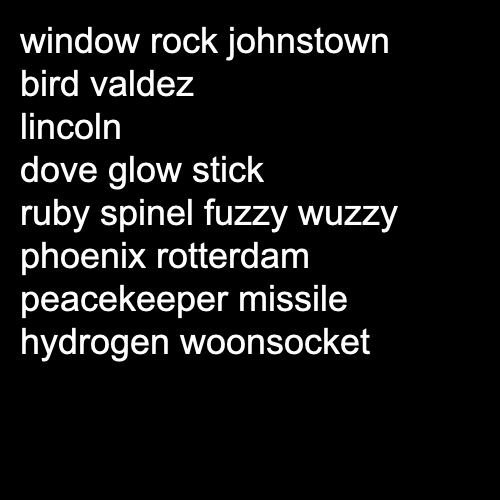 window rock johnstown
bird valdez
lincoln
dove glow stick
ruby spinel fuzzy wuzzy
phoenix rotterdam
peacekeeper missile
hydrogen woonsocket